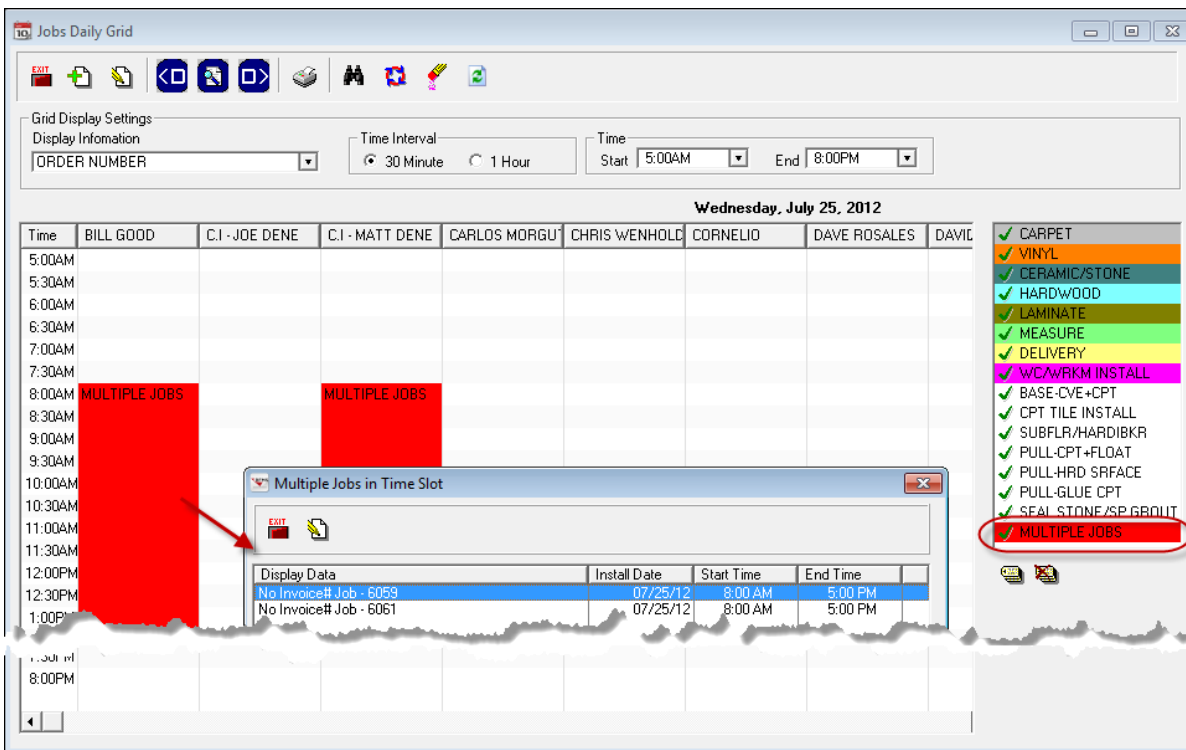 Jobs Daily Grid
EXIT
Grid Display Settings
Display Infomation
ORDER NUMBER
Time Interval
30 Minute 1 Hour
Time
Start 5:00AM End 8:00PM
Wednesday, July 25, 2012
Time BILL GOOD C.I - JOE DENE C.I - MATT DENE CARLOS CHRIS WENHOLD CORNELIO DAVE ROSALES
5:00AM
5:30AM
6:00AM
6:30AM
7:00AM
7:30AM
8:00AM MULTIPLE JOBS MULTIPLE JOBS
8:30AM
9:00AM
9:30AM
10:00AM
10:30AM
11:00AM
11:30AM
12:00PM
12:30PM
8:00PM
CARPET
VINYL
CERAMIC/STONE
HARDWOOD
LAMINATE
MEASURE
DELIVERY
WC/WRKM INSTALL
BASE-CVE+CPT
CPT TILE INSTALL
SUBFLR/HARDIBKR
PULL-CPT+FLOAT
PULL-HRD SRFACE
PULL-GLUE CPT
SEAL STONE/SP GROUT
MULTIPLE JOBS
Multiple Jobs in Time Slot
EXIT
Display Data Install Date Start Time End Time
No Invoice# Job - 6059 07/25/12 8:00 AM 5:00 PM
No Invoice# Job - 6061 07/25/12 8:00 AM 5:00 PM